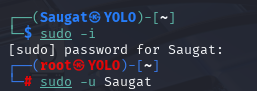 ┌──(Saugat㉿YOLO)-[~]
└─$ sudo -i
[sudo] password for Saugat:
┌──(root㉿YOLO)-[~]
└─# sudo -u Saugat